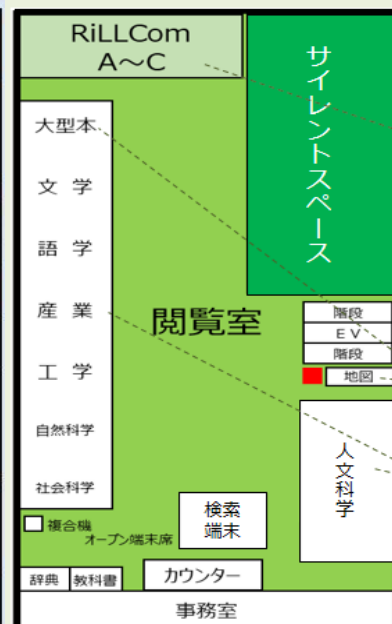 RiLLCom
A～C
サイレントスペース
大型本
文 学
語 学
産 業
工 学
自然科学
社会科学
閲覧室
階段
ＥＶ
階段
地図
人文科学
検索
端末
複合機
オープン端末席
辞典
教科書
カウンター
事務室